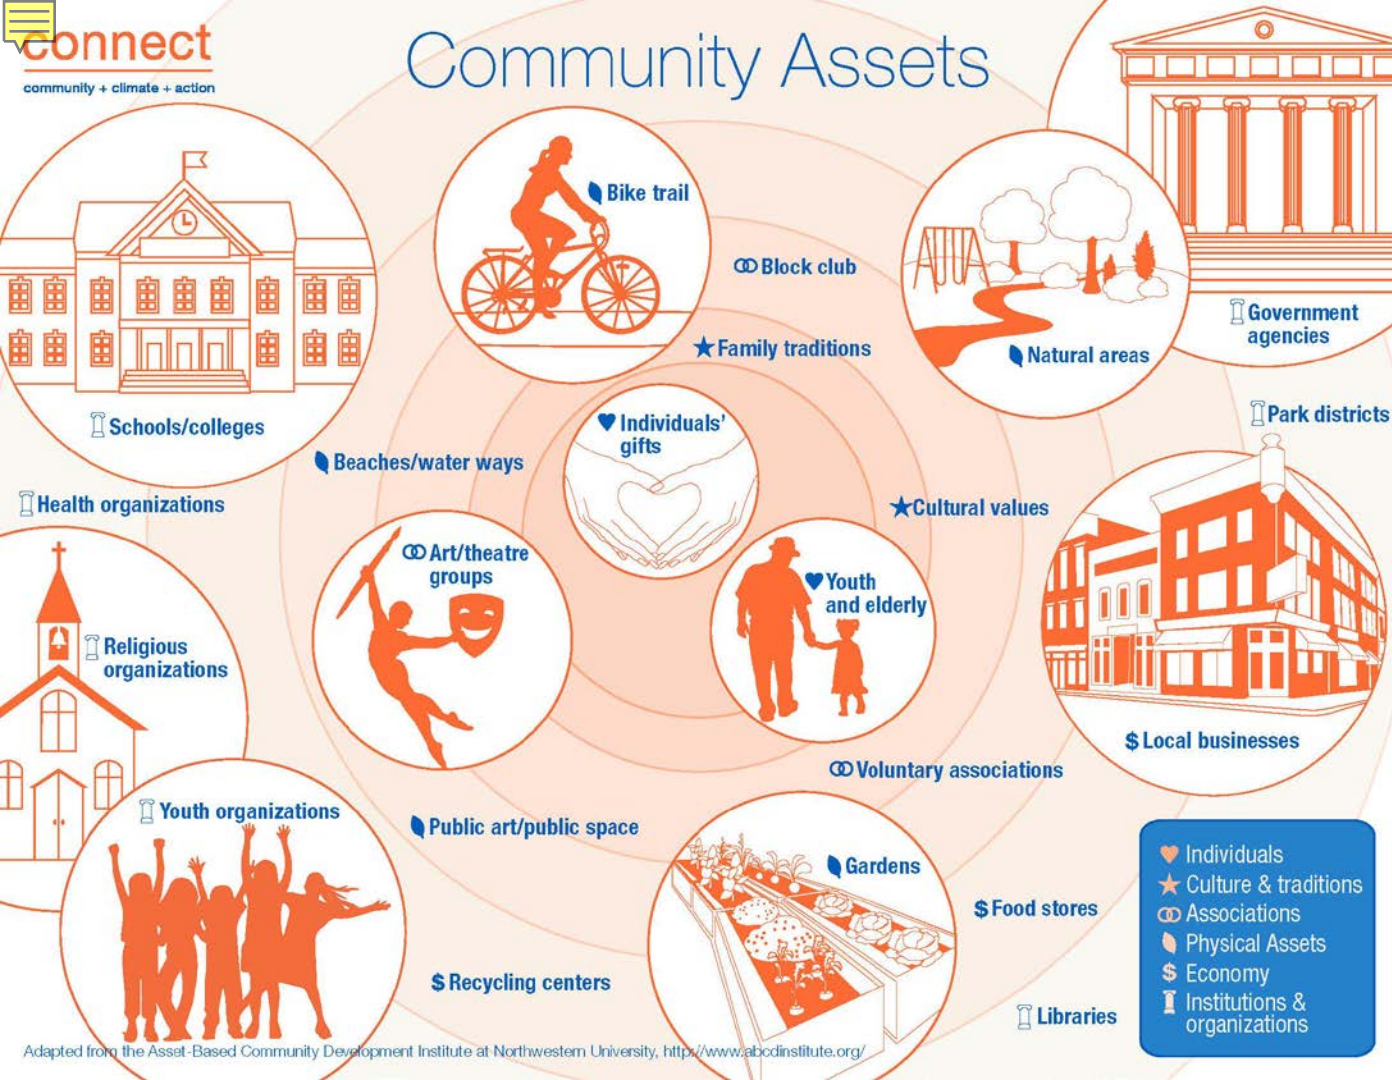 connect
community + climate + action
Community Assets
Bike trail
Block club
Family traditions
Natural areas
Government
agencies
Schools/colleges
Individuals'
gifts
Park districts
Beaches/water ways
Health organizations
Cultural values
Art/theatre
groups
Youth
and elderly
Religious
organizations
$ Local businesses
Voluntary associations
Youth organizations
Public art/public space
Gardens
$ Food stores
$ Recycling centers
Libraries
Individuals
Culture & traditions
Associations
Physical Assets
$ Economy
Institutions &
organizations
Adapted from the Asset-Based Community Development Institute at Northwestern University, http://www.abcdinstitute.org/